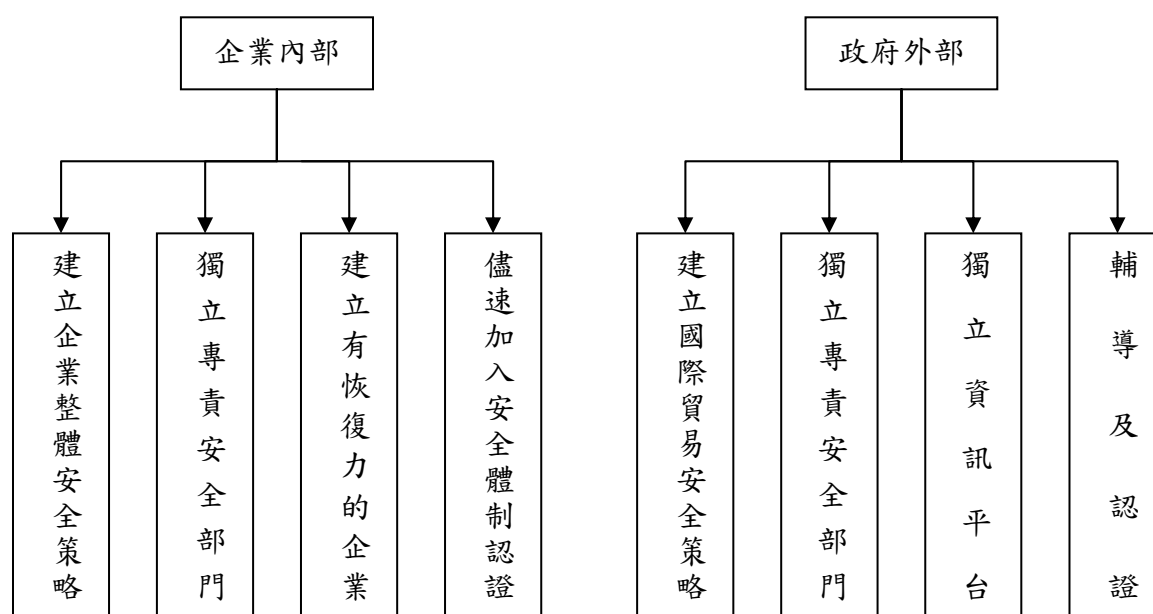 企業內部
政府外部
建立企業整體安全策略
獨立專責安全部門
建立有恢復力的企業
儘速加入安全體制認證
建立國際貿易安全策略
獨立專責安全部門
獨立資訊平台
輔導及認證